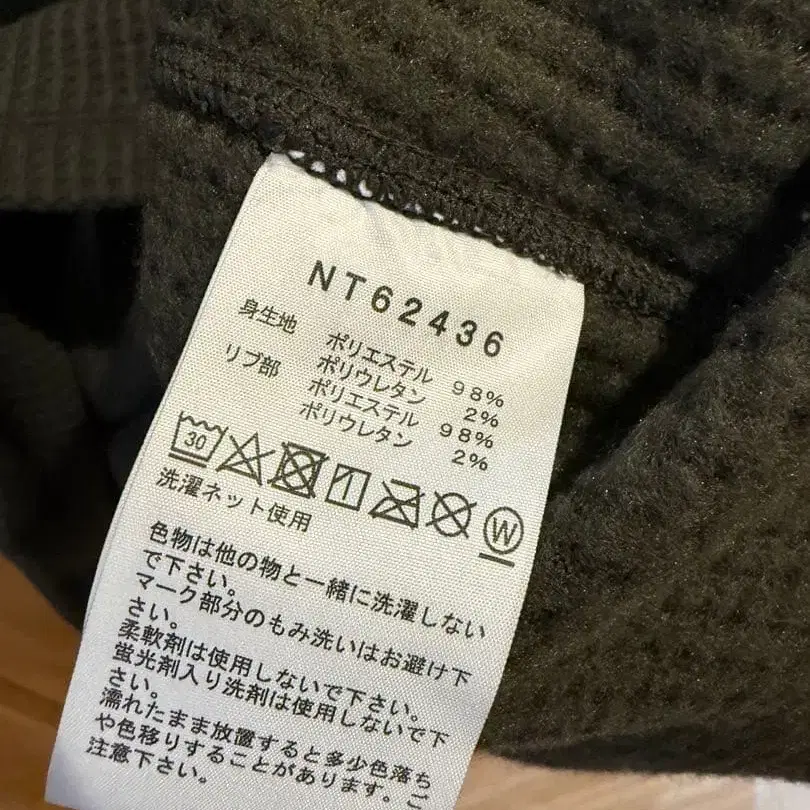 NT62436
身生地 ポリエステル 98%
ポリウレタン 2%
リブ部 ポリエステル 98%
ポリウレタン 2%
30 W
洗濯ネット使用
色物は他の物と一緒に洗濯しない
で下さい。
マーク部分のもみ洗いはお避け下
さい。
柔軟剤は使用しないで下さい。
蛍光剤入り洗剤は使用しないで下
さい。
濡れたまま放置すると多少色落ち
や色移りすることがあります。ご
注意下さい。